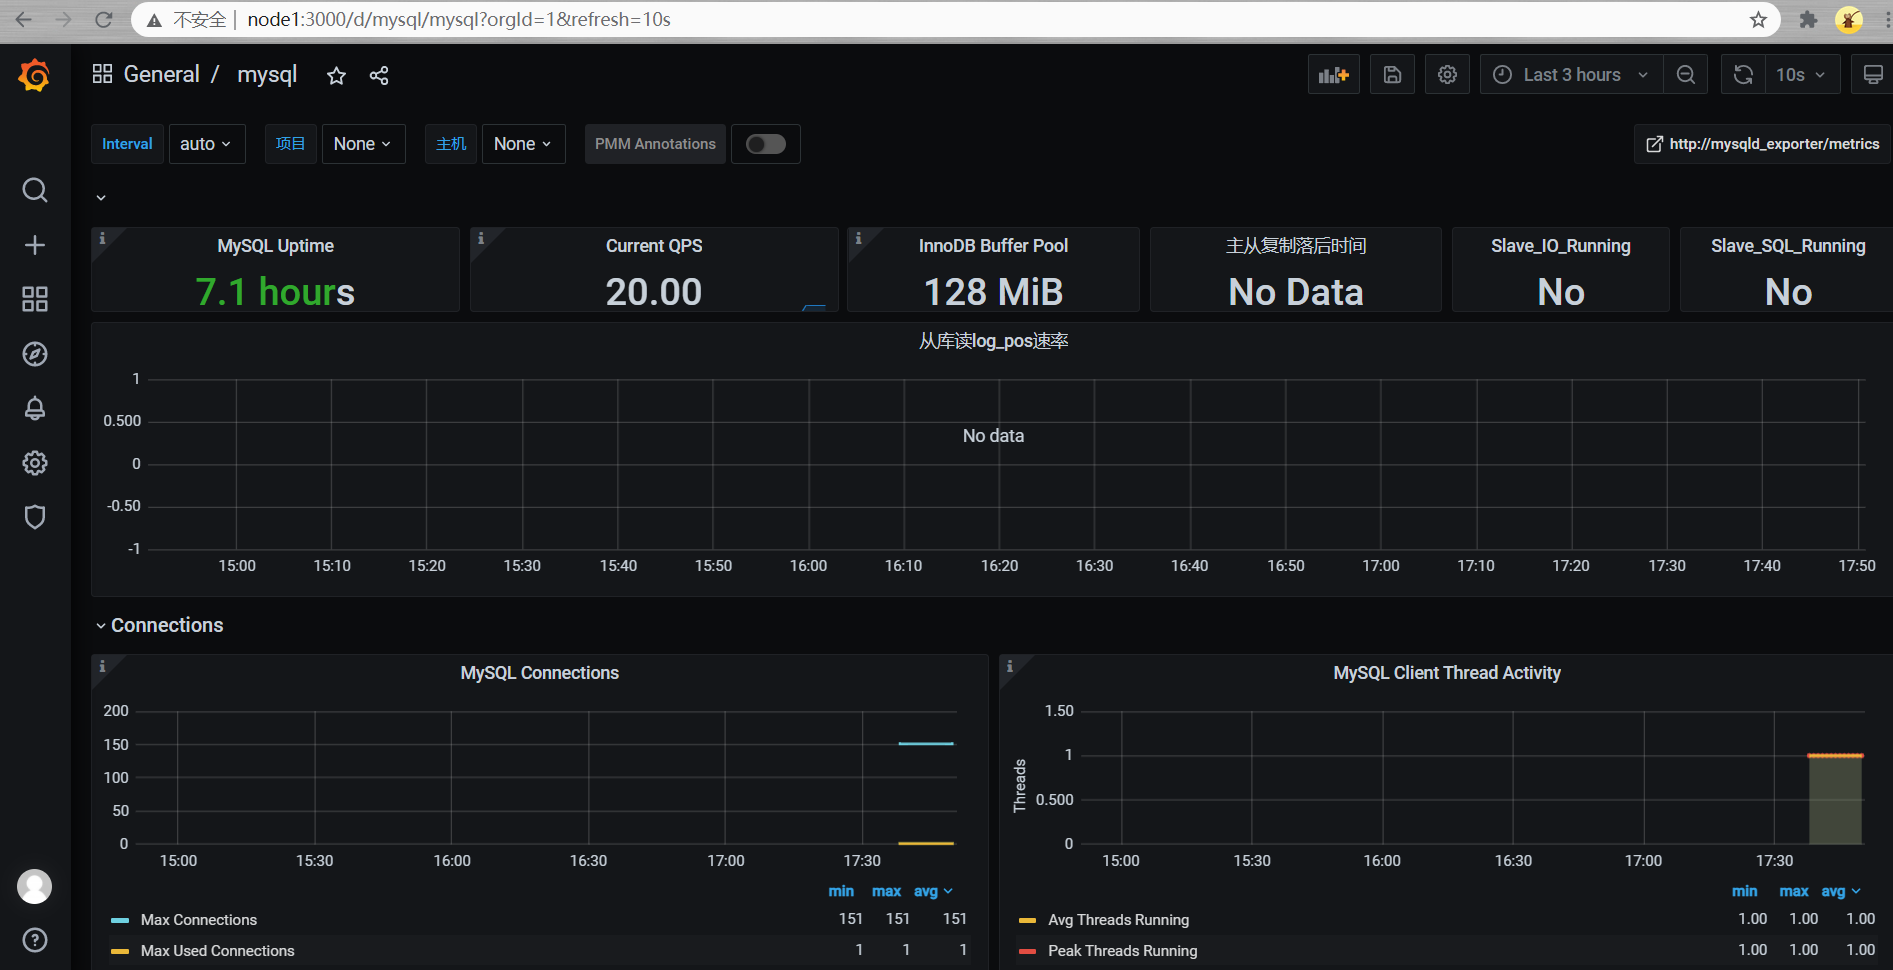 不安全 | node1:3000/d/mysql/mysql?orgId=1&refresh=10s
General / mysql
Last 3 hours
10s
Interval auto 项目 None 主机 None PMM Annotations
http://mysqld_exporter/metrics
MySQL Uptime
7.1 hours
Current QPS
20.00
InnoDB Buffer Pool
128 MiB
主从复制落后时间
No Data
Slave_IO_Running
No
Slave_SQL_Running
No
从库读log_pos速率
1
0.500
0
-0.50
-1
No data
15:00 15:10 15:20 15:30 15:40 15:50 16:00 16:10 16:20 16:30 16:40 16:50 17:00 17:10 17:20 17:30 17:40 17:50
Connections
MySQL Connections
200
150
100
50
0
15:00 15:30 16:00 16:30 17:00 17:30
min max avg
Max Connections 151 151 151
Max Used Connections 1 1 1
MySQL Client Thread Activity
Threads
1.50
1
0.500
0
15:00 15:30 16:00 16:30 17:00 17:30
min max avg
Avg Threads Running 1.00 1.00 1.00
Peak Threads Running 1.00 1.00 1.00